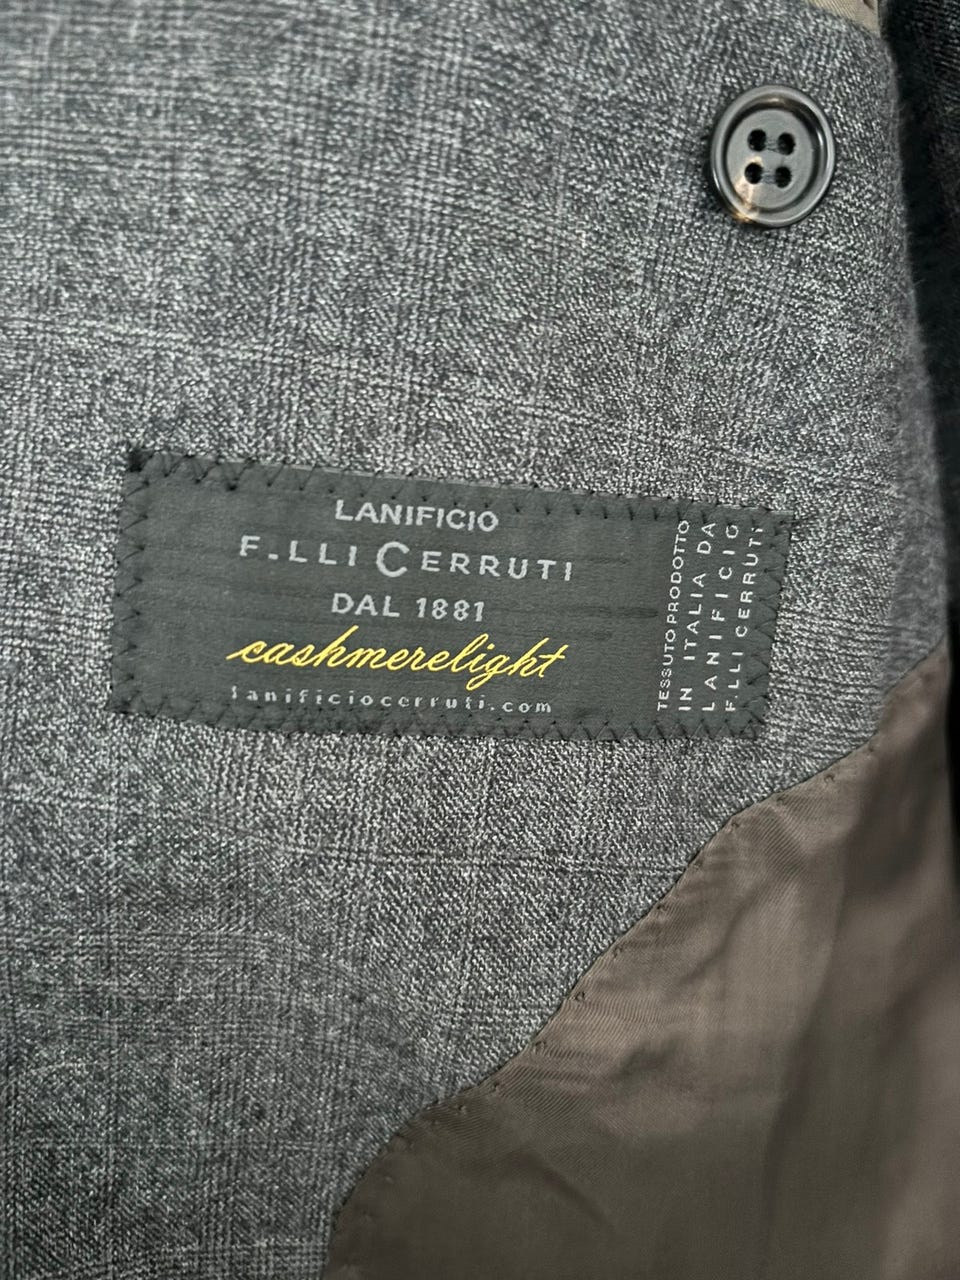 LANIFICIO
F.LLI CERRUTI
DAL 1881
cashmerelight
lanificiocerruti.com
TESSUTO PRODOTTO
IN ITALIA DA
LANIFICIO
F.LLI CERRUTI